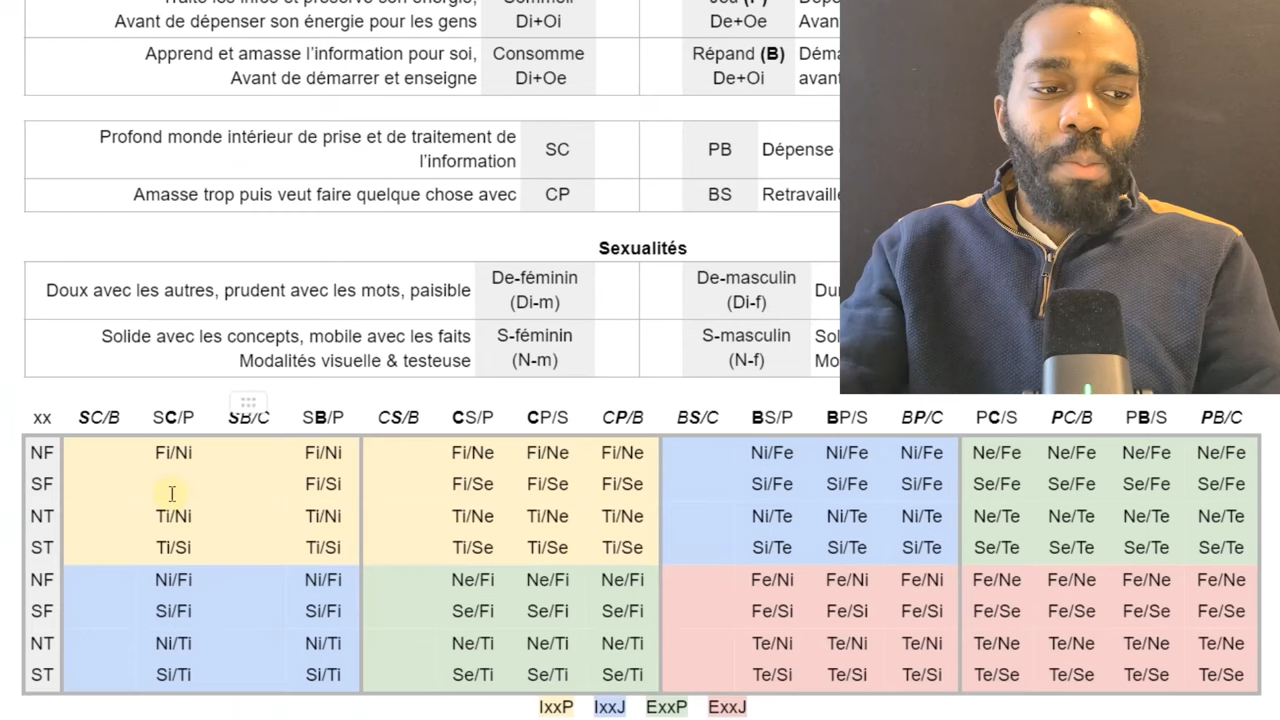 Traite les infos et préserve son énergie,
Avant de dépenser son énergie pour les gens
Sommeil
Di+Oi
Jeu (P)
De+Oe
Avan
Apprend et amasse l'information pour soi,
Avant de démarrer et enseigne
Consomme
Di+Oe
Répand (B)
De+Oi
Déma
avant
Profond monde intérieur de prise et de traitement de
l'information
SC
PB
Dépense
Amasse trop puis veut faire quelque chose avec
CP
BS
Retravaille
Sexualités
Doux avec les autres, prudent avec les mots, paisible
De-féminin
(Di-m)
De-masculin
(Di-f)
Dur
Solide avec les concepts, mobile avec les faits
Modalités visuelle & testeuse
S-féminin
(N-m)
S-masculin
(N-f)
Sol
Mo
xx SC/B SC/P SB/C SB/P CS/B CS/P CP/S CP/B BS/C BS/P BP/S BP/C PC/S PC/B PB/S PB/C
NF Fi/Ni Fi/Ni Fi/Ne Fi/Ne Fi/Ne Ni/Fe Ni/Fe Ni/Fe Ne/Fe Ne/Fe Ne/Fe Ne/Fe
SF Fi/Si Fi/Se Fi/Se Fi/Se Si/Fe Si/Fe Si/Fe Se/Fe Se/Fe Se/Fe Se/Fe
NT Ti/Ni Ti/Ni Ti/Ne Ti/Ne Ti/Ne Ni/Te Ni/Te Ni/Te Ne/Te Ne/Te Ne/Te Ne/Te
ST Ti/Si Ti/Si Ti/Se Ti/Se Ti/Se Si/Te Si/Te Si/Te Se/Te Se/Te Se/Te Se/Te
NF Ni/Fi Ni/Fi Ne/Fi Ne/Fi Ne/Fi Fe/Ni Fe/Ni Fe/Ni Fe/Ne Fe/Ne Fe/Ne Fe/Ne
SF Si/Fi Si/Fi Se/Fi Se/Fi Se/Fi Fe/Si Fe/Si Fe/Si Fe/Se Fe/Se Fe/Se Fe/Se
NT Ni/Ti Ni/Ti Ne/Ti Ne/Ti Ne/Ti Te/Ni Te/Ni Te/Ni Te/Ne Te/Ne Te/Ne Te/Ne
ST Si/Ti Si/Ti Se/Ti Se/Ti Se/Ti Te/Si Te/Si Te/Si Te/Se Te/Se Te/Se Te/Se
IxxP IxxJ ExxP ExxJ